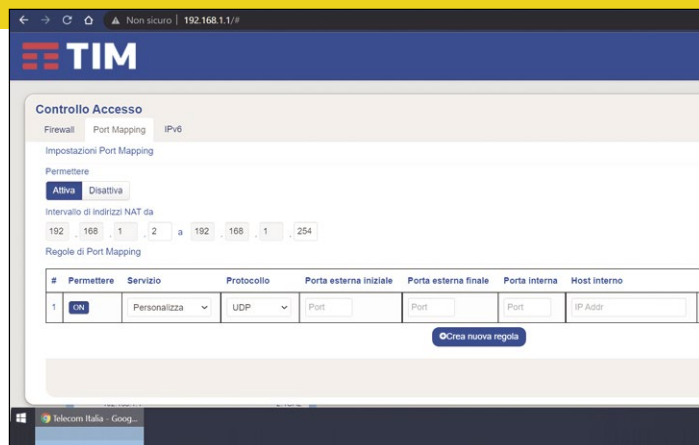 Non sicuro | 192.168.1.1/#
TIM
Controllo Accesso
Firewall Port Mapping IPv6
Impostazioni Port Mapping
Permettere
Attiva Disattiva
Intervallo di indirizzi NAT da
192 . 168 . 1 . 2 a 192 . 168 . 1 . 254
Regole di Port Mapping
# Permettere Servizio Protocollo Porta esterna iniziale Porta esterna finale Porta interna Host interno
1 ON Personalizza UDP Port Port Port IP Addr
Crea nuova regola
Telecom Italia - Goog...